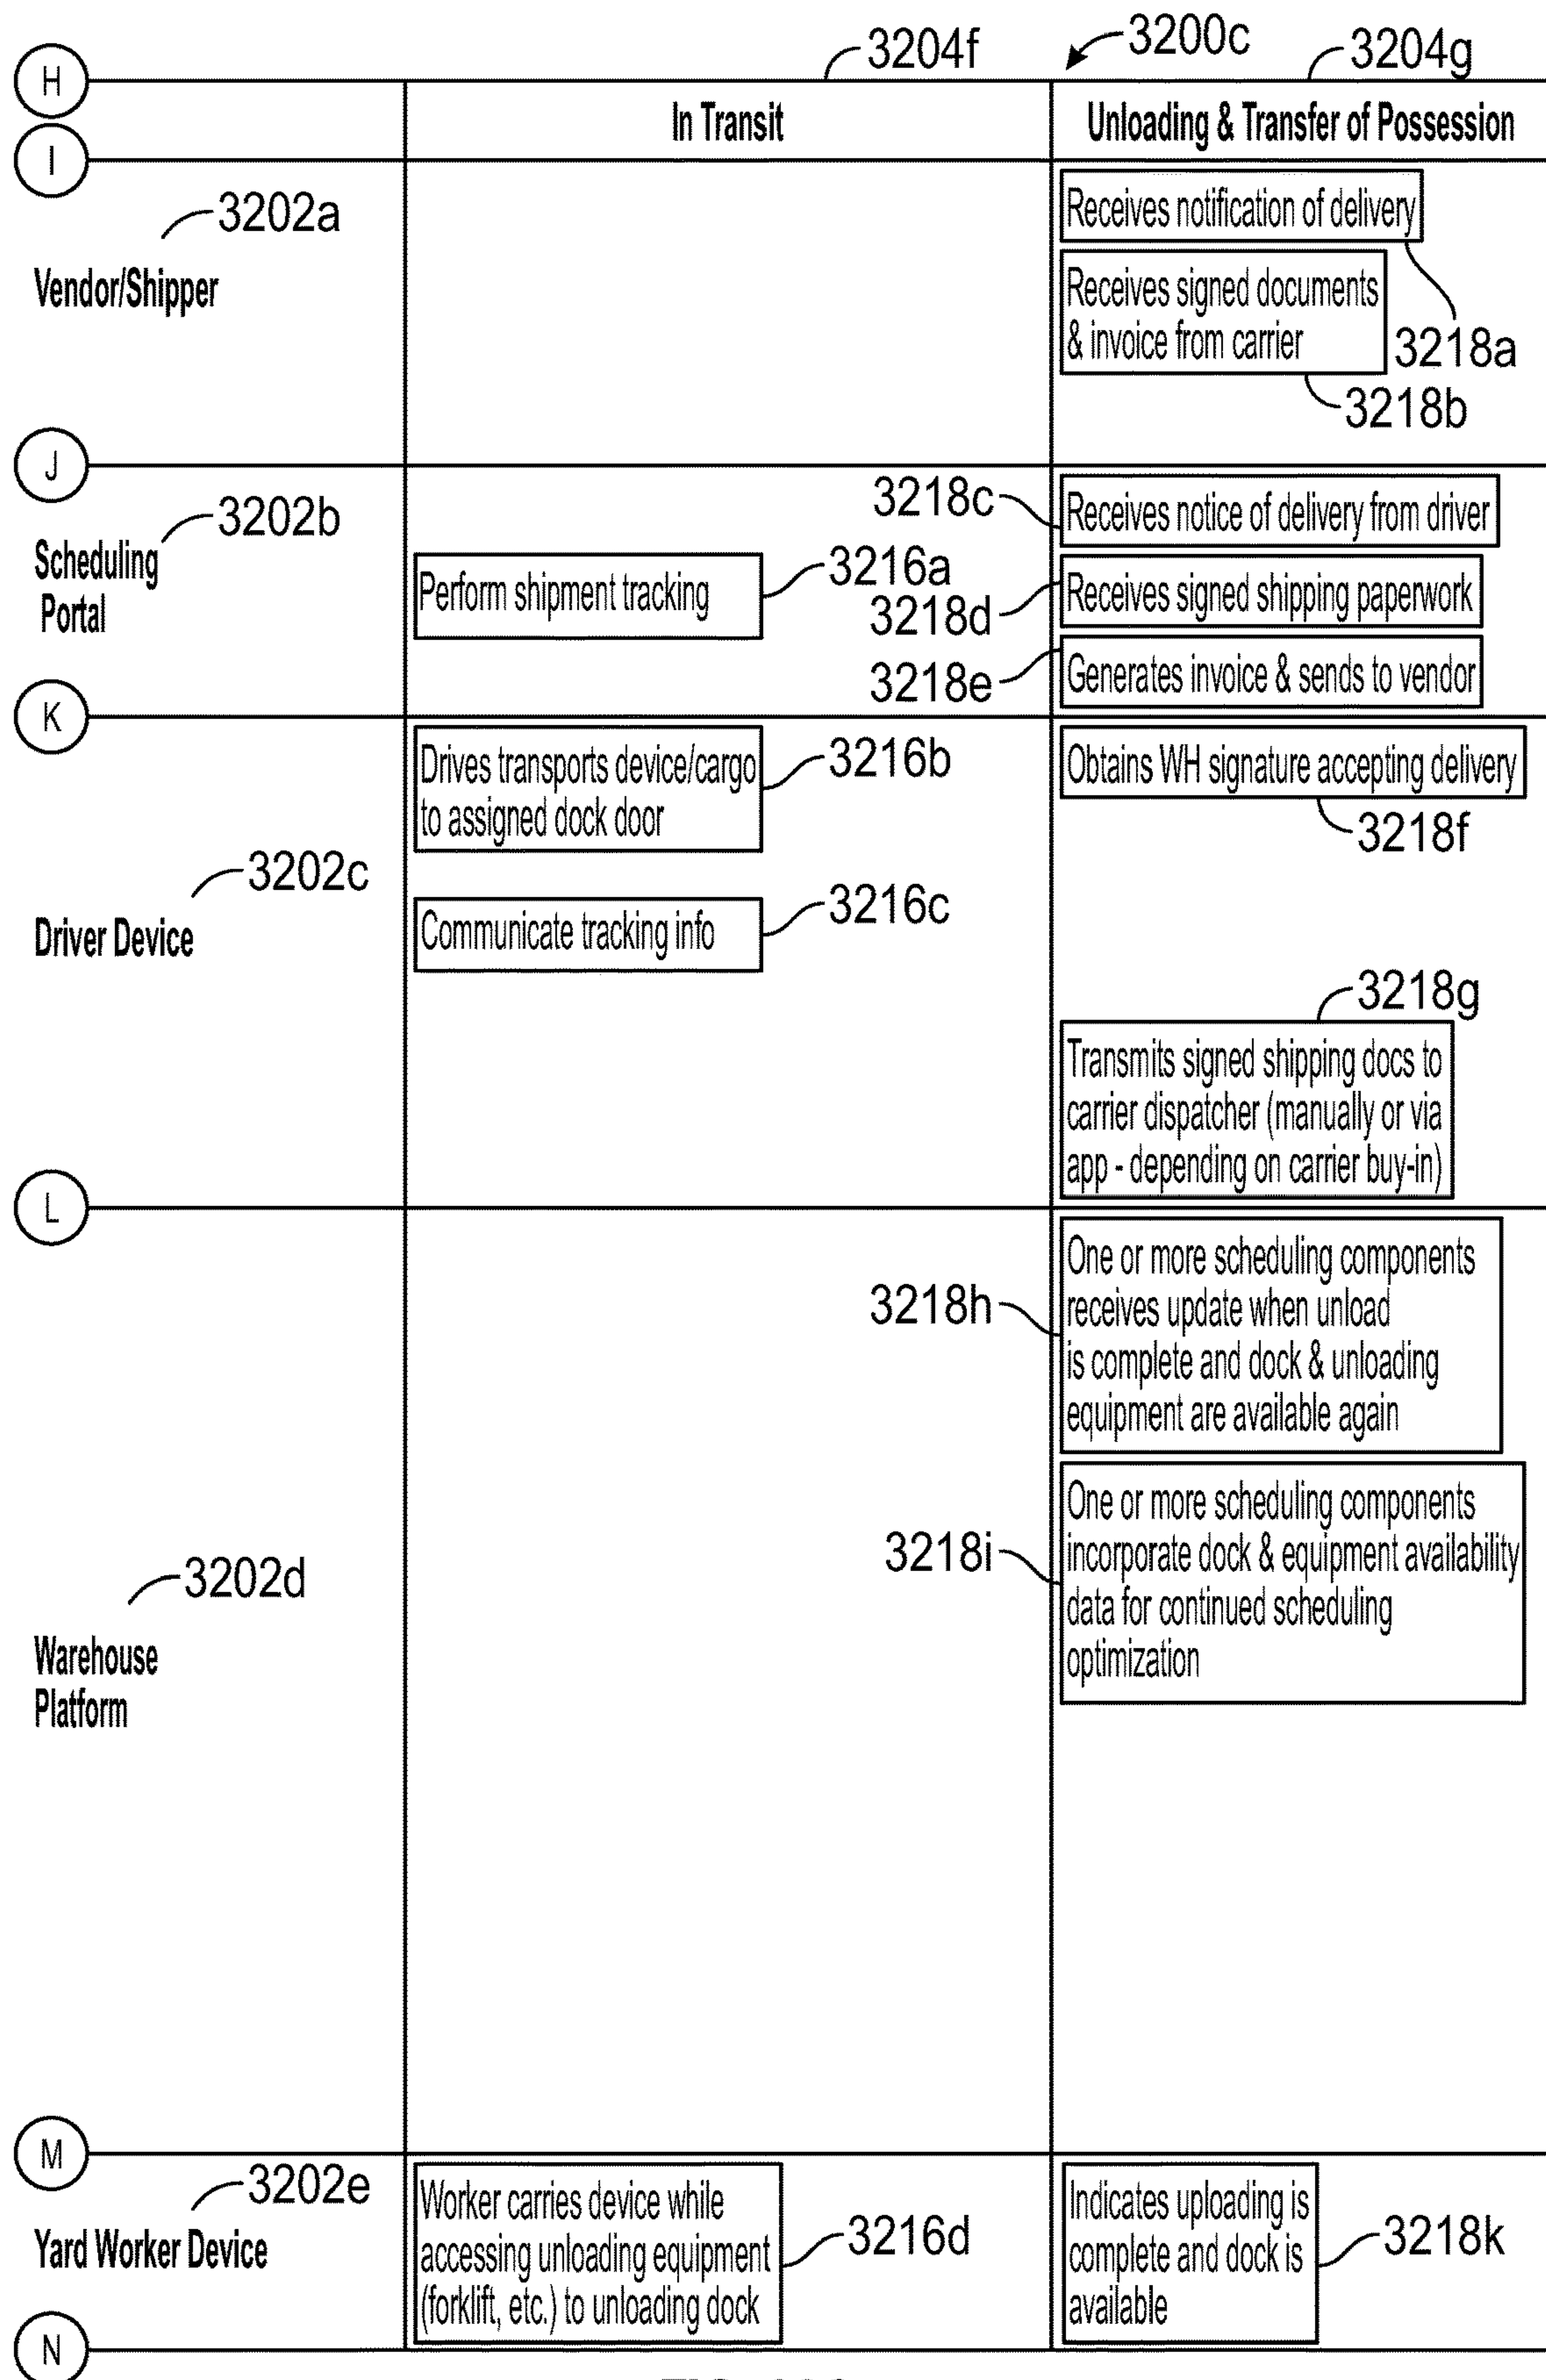 3204f
3200c
3204g
H
In Transit
Unloading & Transfer of Possession
I
3202a
Vendor/Shipper
Receives notification of delivery
Receives signed documents
& invoice from carrier
3218a
3218b
J
3202b
Scheduling
Portal
Perform shipment tracking
3216a
3218c
Receives notice of delivery from driver
3218d
Receives signed shipping paperwork
3218e
Generates invoice & sends to vendor
K
3202c
Driver Device
Drives transports device/cargo
to assigned dock door
3216b
Communicate tracking info
3216c
Obtains WH signature accepting delivery
3218f
3218g
Transmits signed shipping docs to
carrier dispatcher (manually or via
app - depending on carrier buy-in)
L
3202d
Warehouse
Platform
3218h
One or more scheduling components
receives update when unload
is complete and dock & unloading
equipment are available again
3218i
One or more scheduling components
incorporate dock & equipment availability
data for continued scheduling
optimization
M
3202e
Yard Worker Device
Worker carries device while
accessing unloading equipment
(forklift, etc.) to unloading dock
3216d
Indicates uploading is
complete and dock is
available
3218k
N